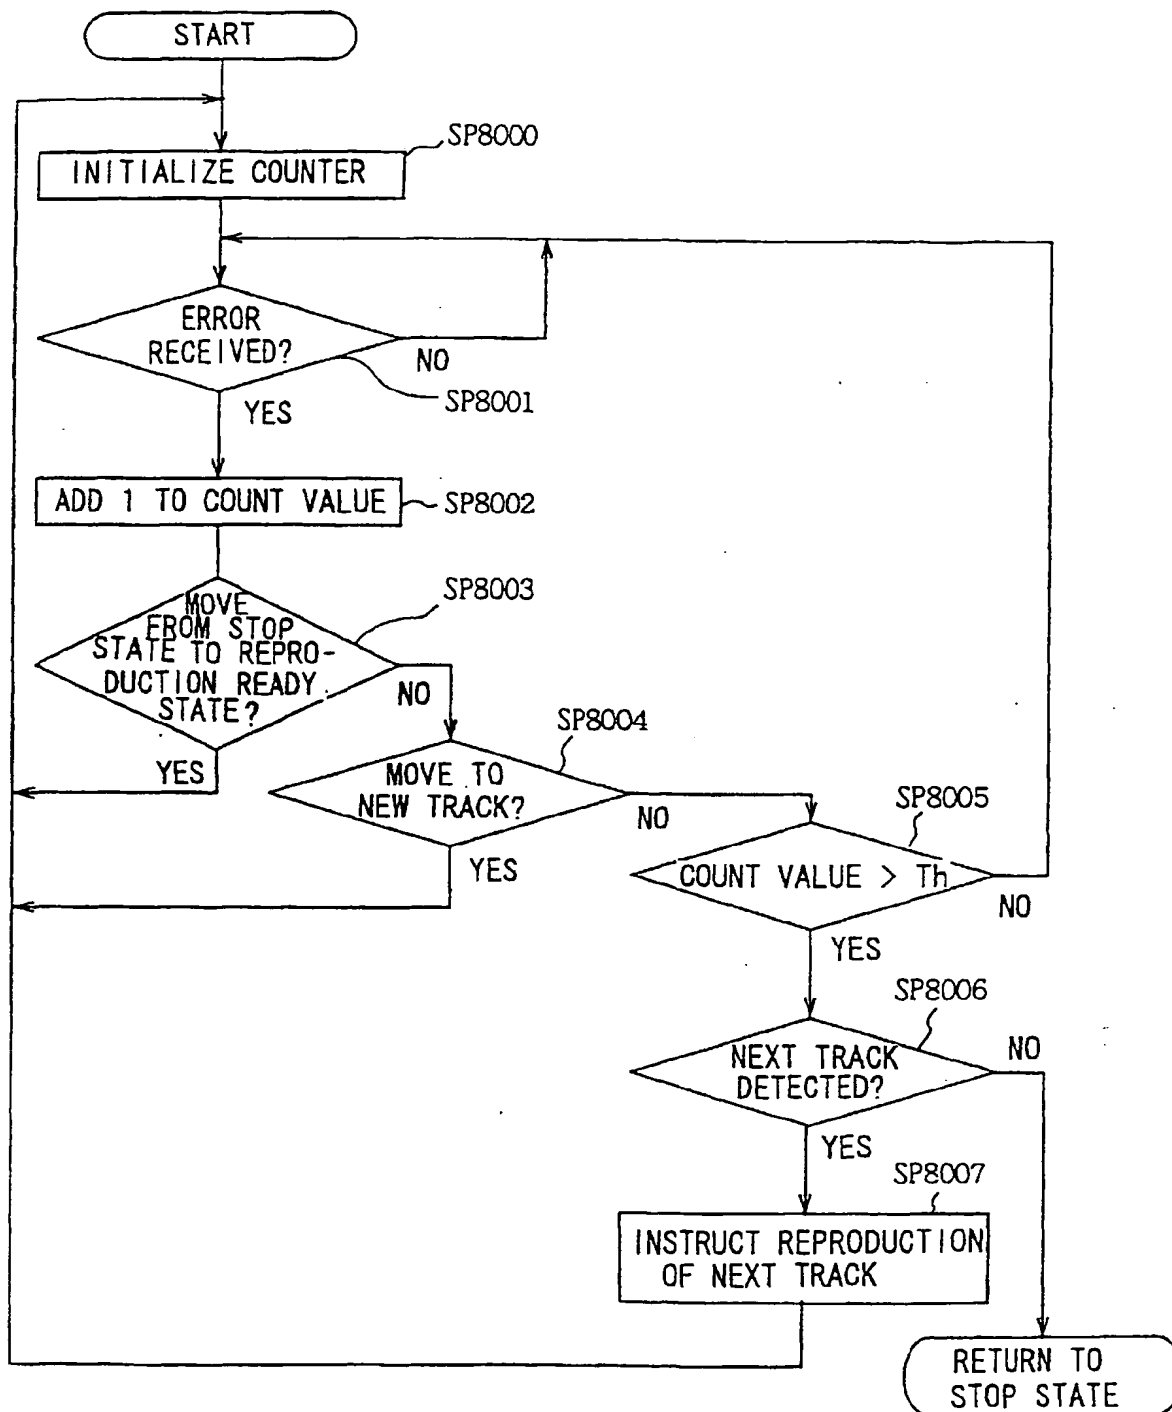 START
SP8000
INITIALIZE COUNTER
ERROR
RECEIVED?
NO
SP8001
YES
ADD 1 TO COUNT VALUE
SP8002
SP8003
MOVE
FROM STOP
STATE TO REPRO-
DUCTION READY
STATE?
NO
YES
SP8004
MOVE TO
NEW TRACK?
NO
YES
SP8005
COUNT VALUE > Th
NO
YES
SP8006
NEXT TRACK
DETECTED?
NO
YES
SP8007
INSTRUCT REPRODUCTION
OF NEXT TRACK
RETURN TO
STOP STATE